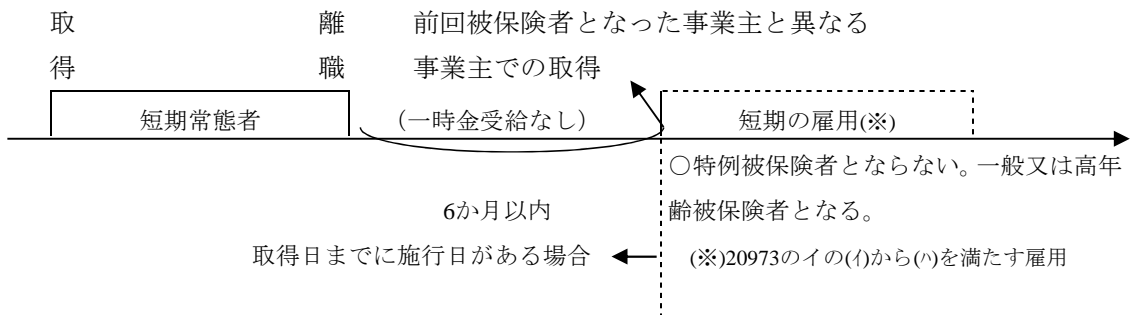 取得
離職
前回被保険者となった事業主と異なる
事業主での取得
短期常態者
（一時金受給なし）
短期の雇用(※)
○特例被保険者とならない。一般又は高年
齢被保険者となる。
6か月以内
取得日までに施行日がある場合
(※)20973のイの(ｲ)から(ﾊ)を満たす雇用